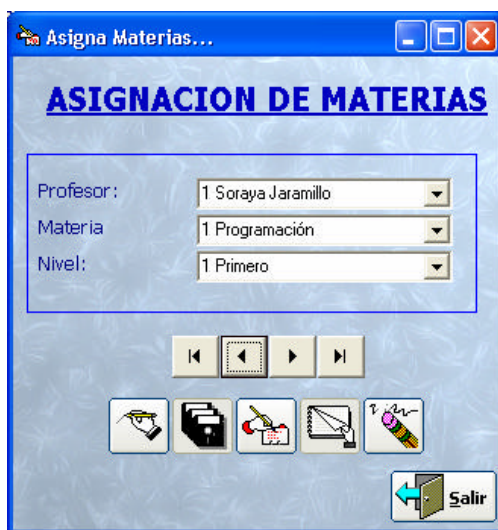 Asigna Materias...
ASIGNACION DE MATERIAS
Profesor: 1 Soraya Jaramillo
Materia 1 Programación
Nivel: 1 Primero
Salir